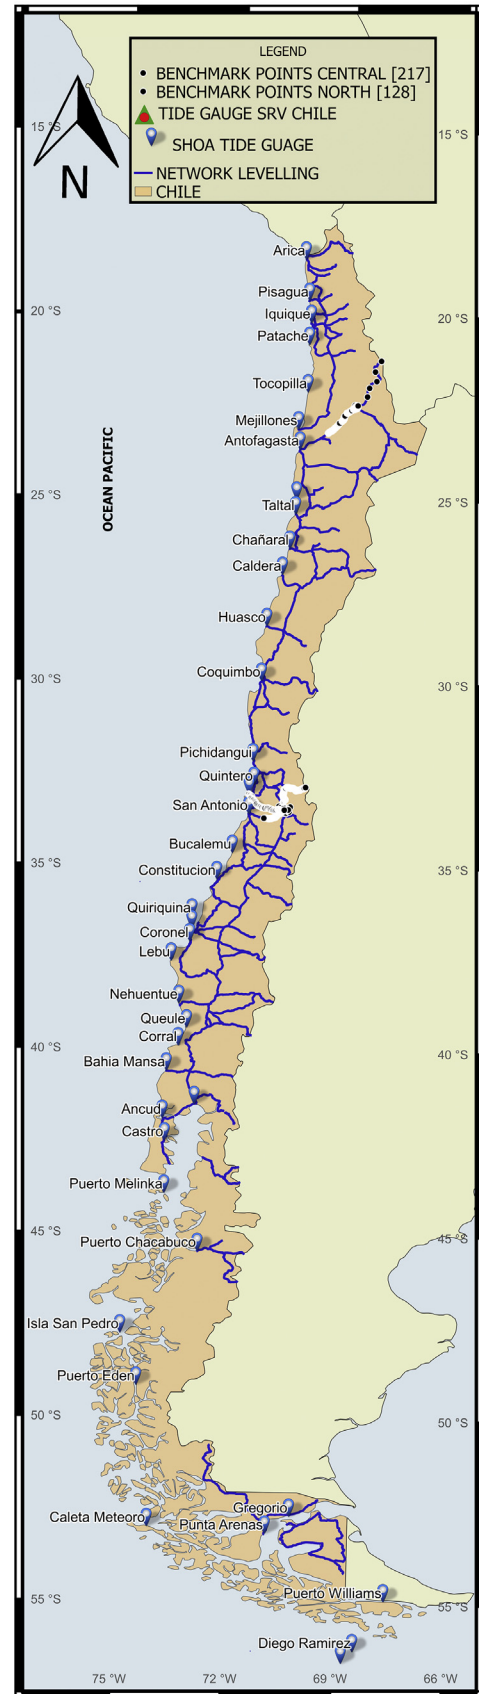 LEGEND
BENCHMARK POINTS CENTRAL [217]
BENCHMARK POINTS NORTH [128]
TIDE GAUGE SRV CHILE
SHOA TIDE GUAGE
NETWORK LEVELLING
CHILE
N
15 °S
15 °S
Arica
Pisagua
20 °S
Iquique
20 °S
Patache
Tocopilla
Mejillones
Antofagasta
OCEAN PACIFIC
25 °S
25 °S
Taltal
Chañaral
Caldera
Huasco
Coquimbo
30 °S
30 °S
Pichidangui
Quintero
San Antonio
Bucalemu
35 °S
35 °S
Constitucion
Quiriquina
Coronel
Lebu
Nehuentue
Queule
Corral
40 °S
40 °S
Bahia Mansa
Ancud
Castro
Puerto Melinka
45 °S
45 °S
Puerto Chacabuco
Isla San Pedro
Puerto Eden
50 °S
50 °S
Gregorio
Caleta Meteoro
Punta Arenas
Puerto Williams
55 °S
55 °S
Diego Ramirez
75 °W
72 °W
69 °W
66 °W